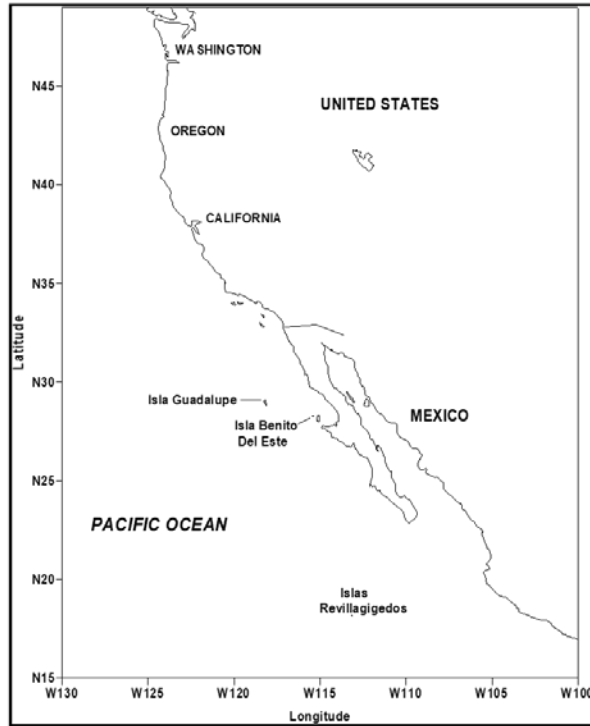 WASHINGTON
N45
UNITED STATES
OREGON
N40
CALIFORNIA
N35
Latitude
N30
Isla Guadalupe
MEXICO
Isla Benito
Del Este
N25
PACIFIC OCEAN
N20
Islas
Revillagigedos
N15
W130 W125 W120 W115 W110 W105 W100
Longitude